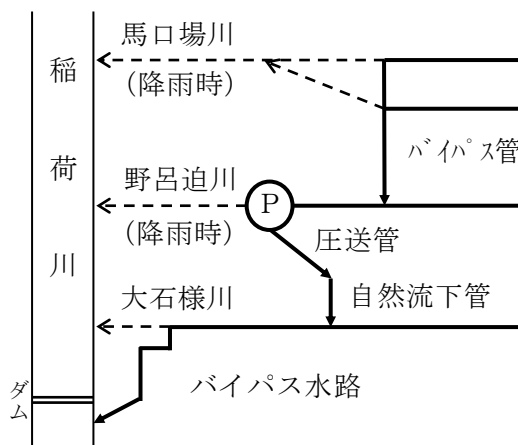 稲荷川
馬口場川
(降雨時)
バイパス管
野呂迫川
(降雨時)
P
圧送管
自然流下管
大石様川
バイパス水路
ダム